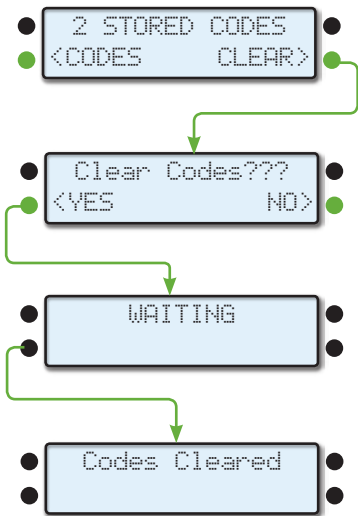 2 STORED CODES
<CODES CLEAR>
Clear Codes???
<YES NO>
WAITING
Codes Cleared